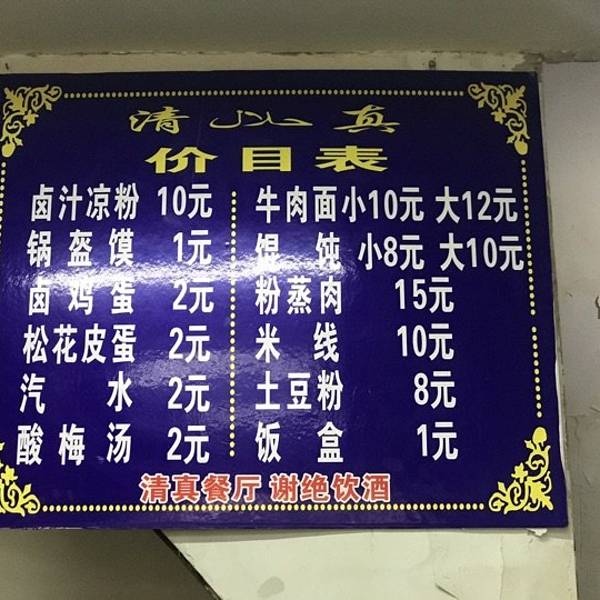 清 حلال 真
价目表
卤汁凉粉 10元
锅盔馍 1元
卤鸡蛋 2元
松花皮蛋 2元
汽水 2元
酸梅汤 2元
牛肉面小10元 大12元
馄饨 小8元 大10元
粉蒸肉 15元
米线 10元
土豆粉 8元
饭盒 1元
清真餐厅 谢绝饮酒